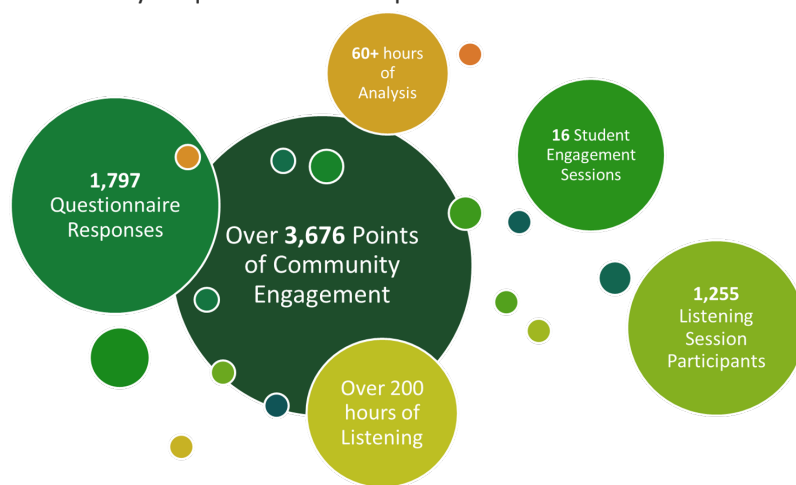 60+ hours
of
Analysis
16 Student
Engagement
Sessions
1,797
Questionnaire
Responses
Over 3,676 Points
of Community
Engagement
1,255
Listening
Session
Participants
Over 200
hours of
Listening